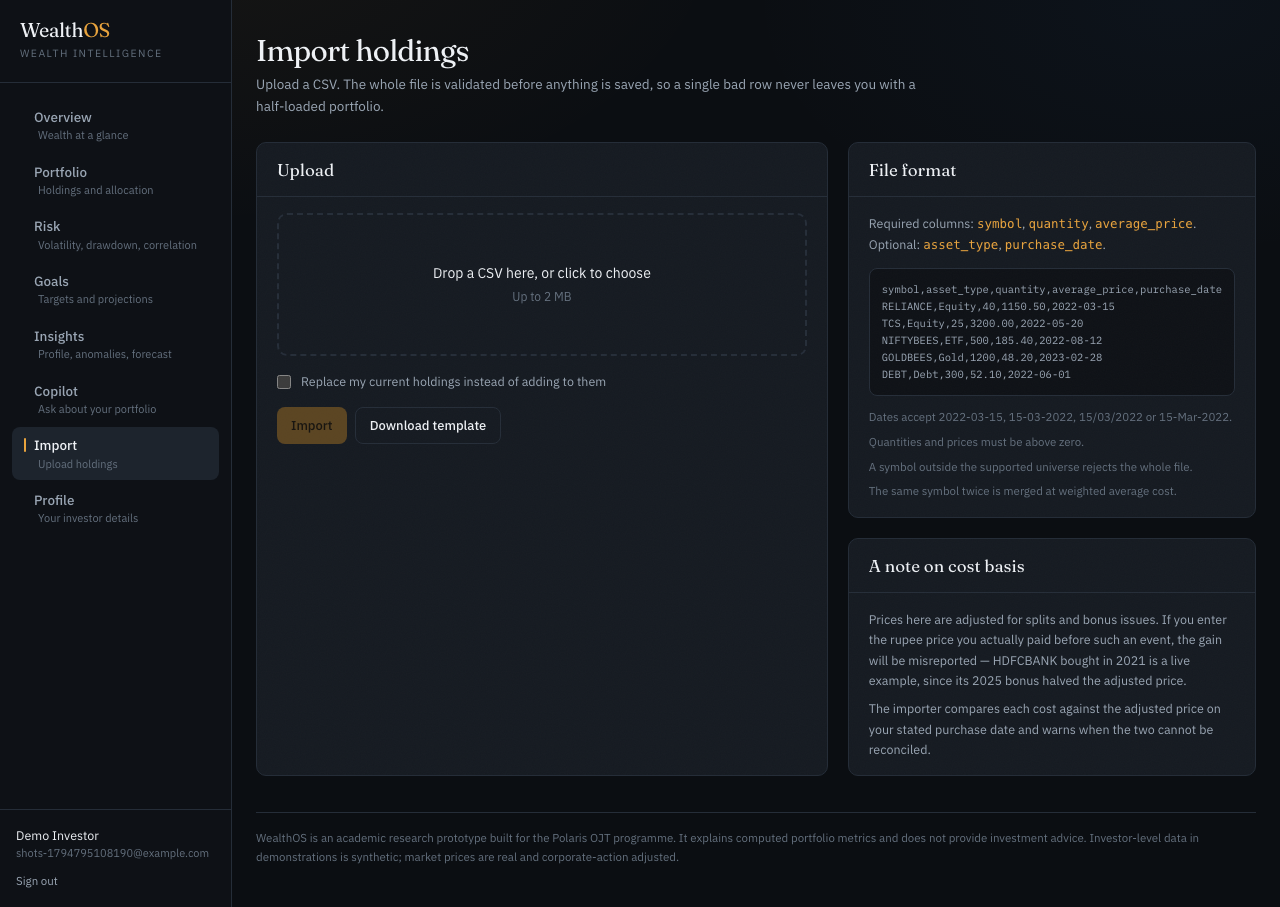 WealthOS
WEALTH INTELLIGENCE
Overview
Wealth at a glance
Portfolio
Holdings and allocation
Risk
Volatility, drawdown, correlation
Goals
Targets and projections
Insights
Profile, anomalies, forecast
Copilot
Ask about your portfolio
Import
Upload holdings
Profile
Your investor details
Demo Investor
shots-1794795108190@example.com
Sign out
Import holdings
Upload a CSV. The whole file is validated before anything is saved, so a single bad row never leaves you with a
half-loaded portfolio.
Upload
Drop a CSV here, or click to choose
Up to 2 MB
Replace my current holdings instead of adding to them
Import
Download template
File format
Required columns: symbol, quantity, average_price.
Optional: asset_type, purchase_date.
symbol,asset_type,quantity,average_price,purchase_date
RELIANCE,Equity,40,1150.50,2022-03-15
TCS,Equity,25,3200.00,2022-05-20
NIFTYBEES,ETF,500,185.40,2022-08-12
GOLDBEES,Gold,1200,48.20,2023-02-28
DEBT,Debt,300,52.10,2022-06-01
Dates accept 2022-03-15, 15-03-2022, 15/03/2022 or 15-Mar-2022.
Quantities and prices must be above zero.
A symbol outside the supported universe rejects the whole file.
The same symbol twice is merged at weighted average cost.
A note on cost basis
Prices here are adjusted for splits and bonus issues. If you enter
the rupee price you actually paid before such an event, the gain
will be misreported — HDFCBANK bought in 2021 is a live
example, since its 2025 bonus halved the adjusted price.
The importer compares each cost against the adjusted price on
your stated purchase date and warns when the two cannot be
reconciled.
WealthOS is an academic research prototype built for the Polaris OJT programme. It explains computed portfolio metrics and does not provide investment advice. Investor-level data in
demonstrations is synthetic; market prices are real and corporate-action adjusted.